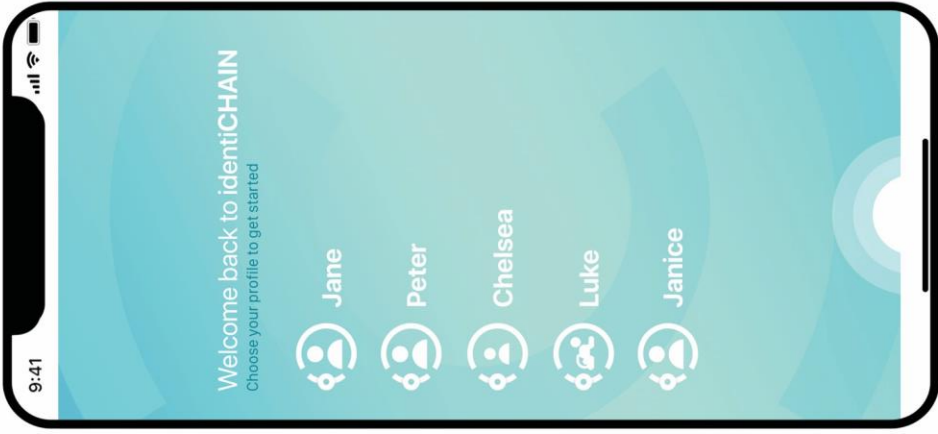 9:41
Welcome back to identiCHAIN
Choose your profile to get started
Jane
Peter
Chelsea
Luke
Janice